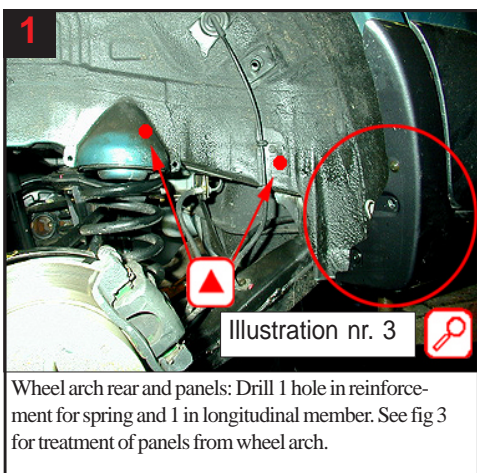 1
Illustration nr. 3
Wheel arch rear and panels: Drill 1 hole in reinforce-
ment for spring and 1 in longitudinal member. See fig 3
for treatment of panels from wheel arch.